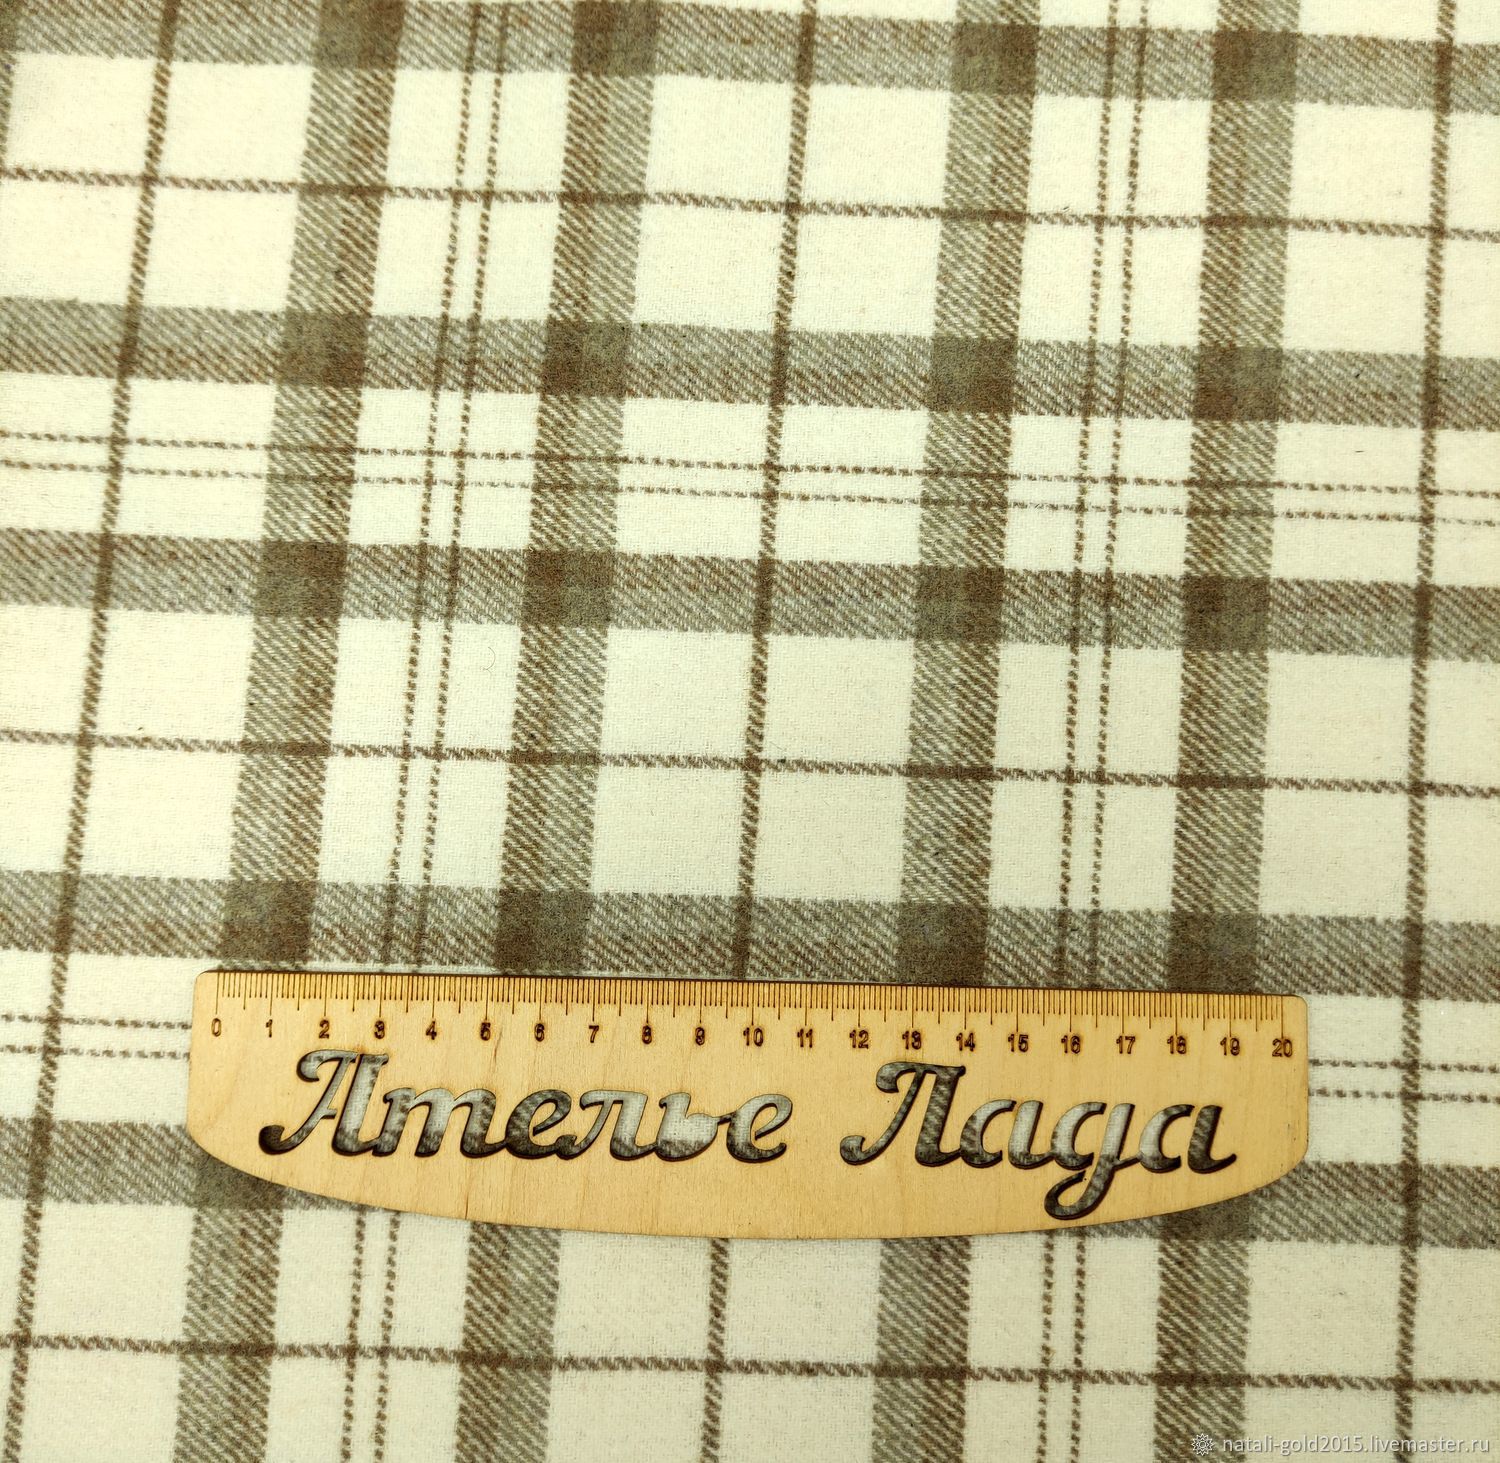 0 1 2 3 4 5 6 7 8 9 10 11 12 13 14 15 16 17 18 19 20
Ателье Лада
natali-gold2015.livemaster.ru